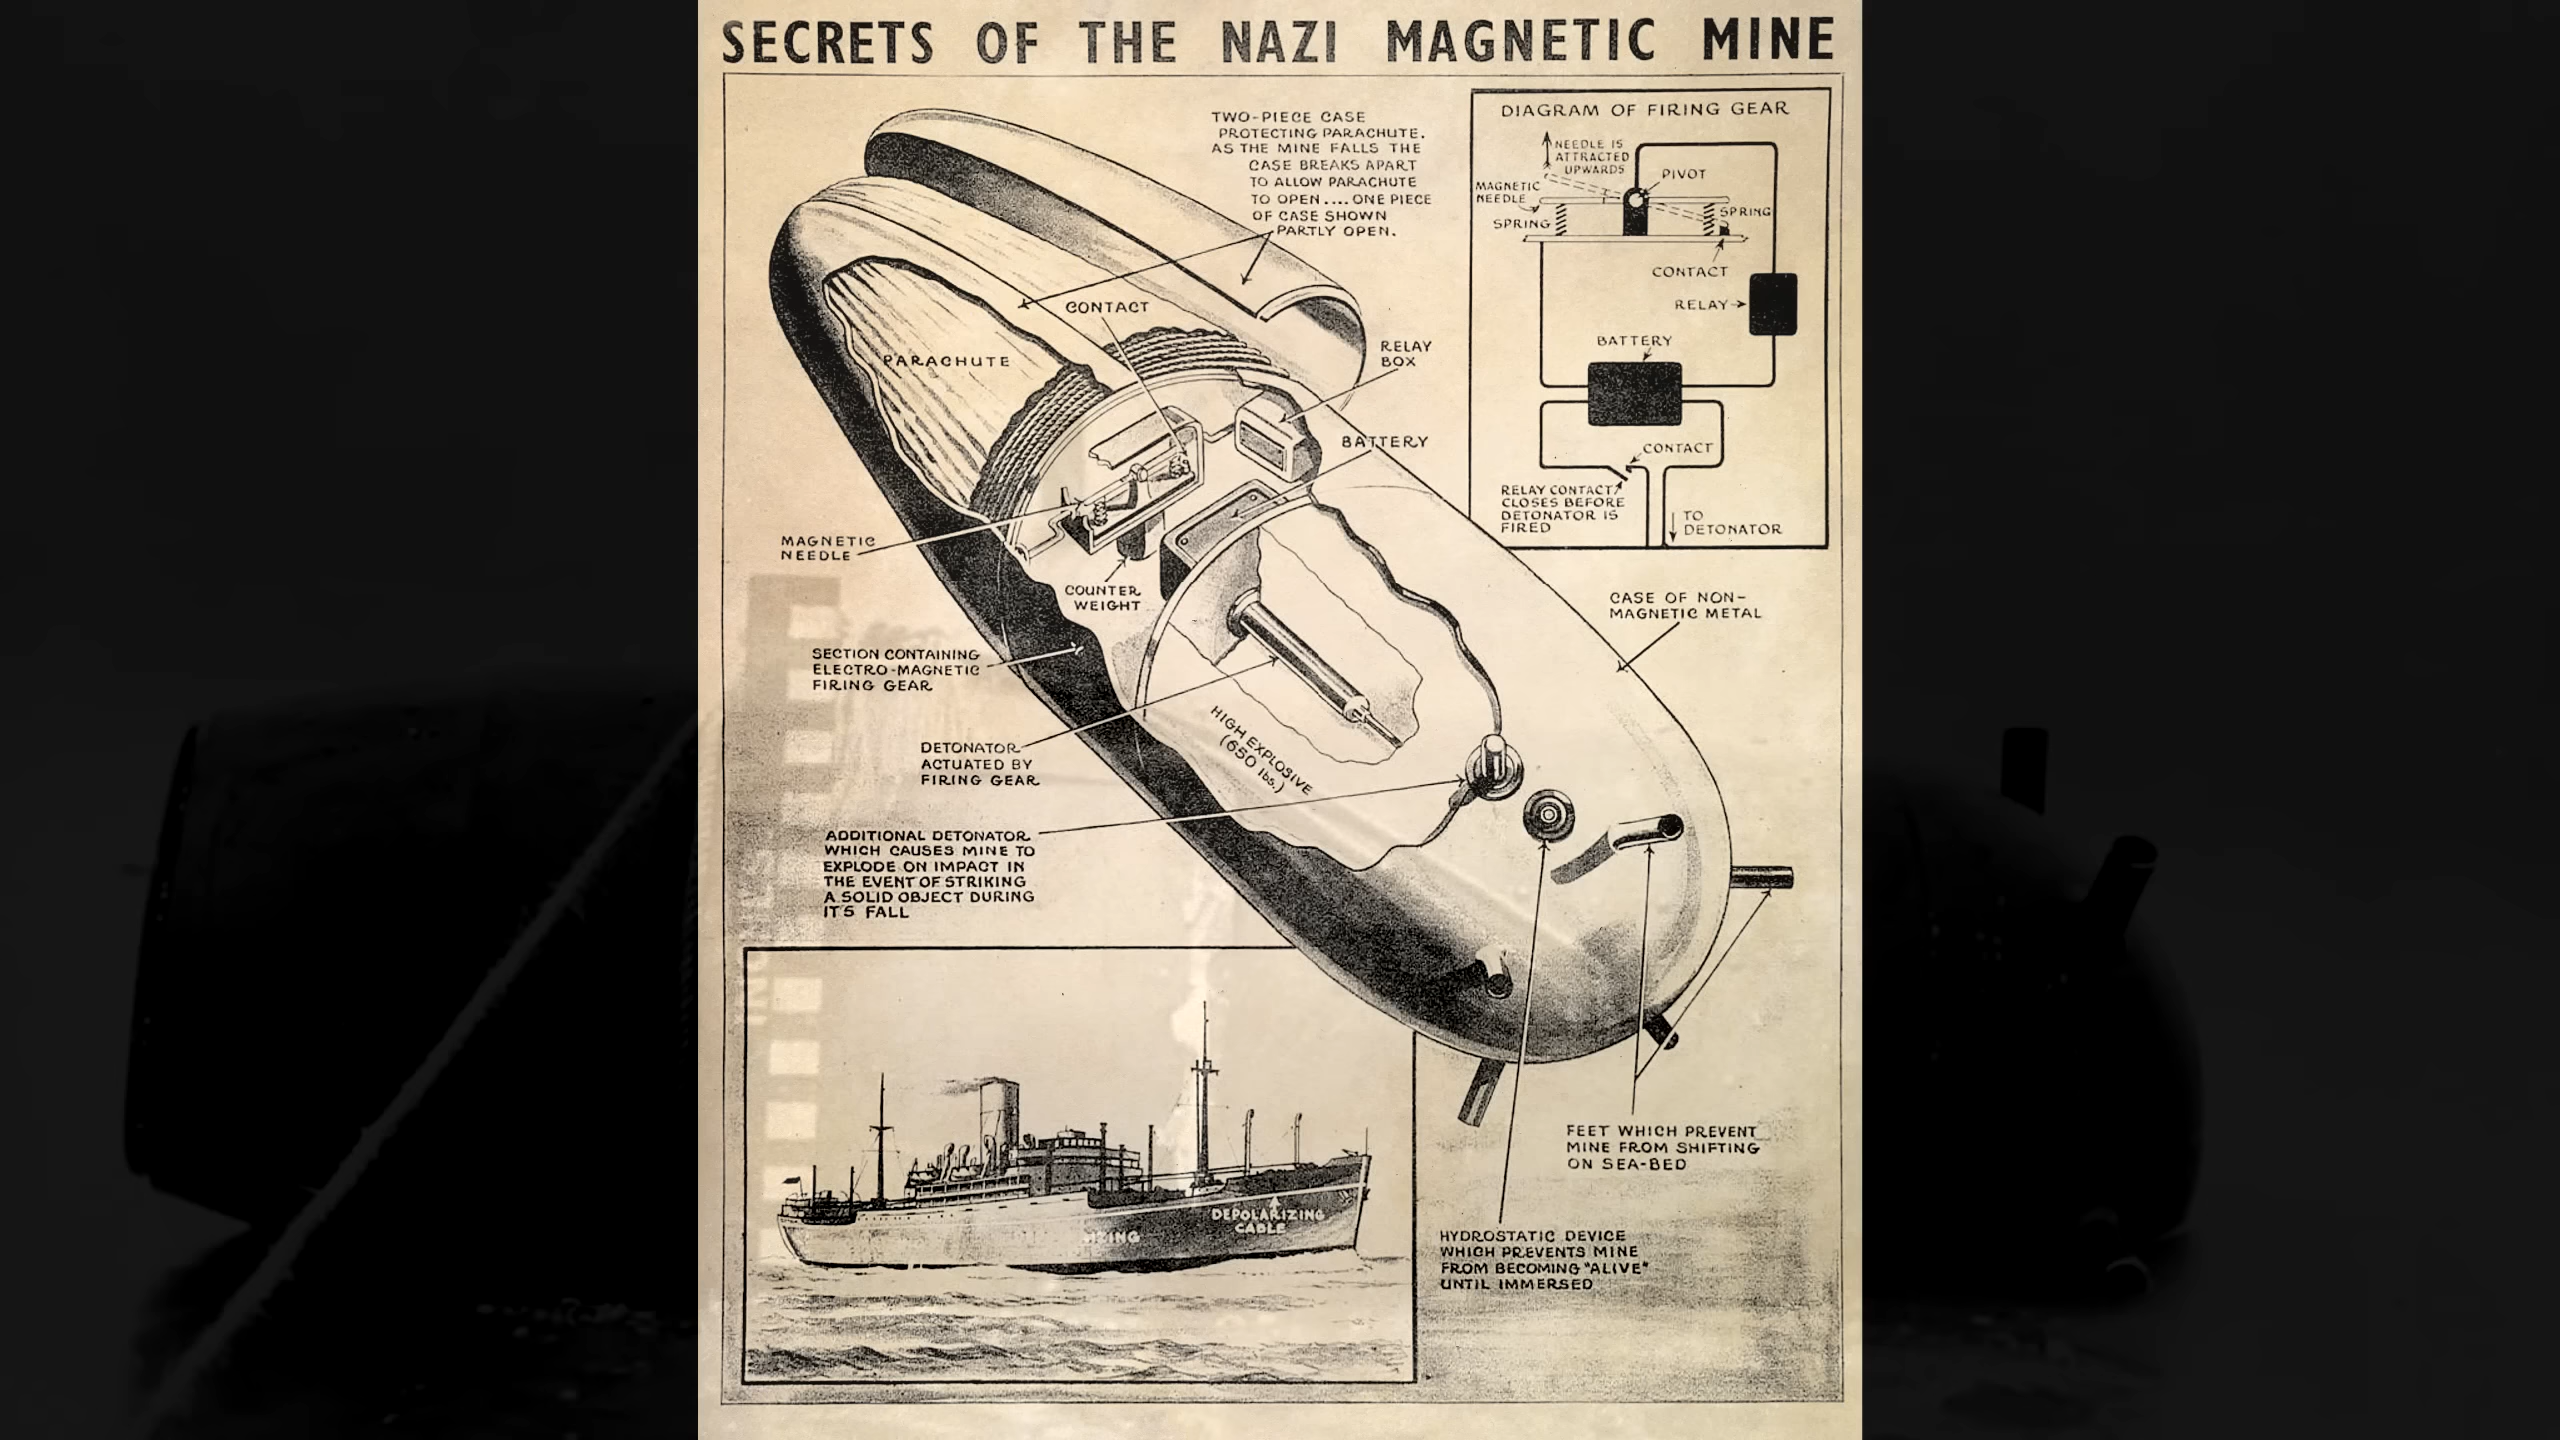 SECRETS OF THE NAZI MAGNETIC MINE
TWO-PIECE CASE
PROTECTING PARACHUTE.
AS THE MINE FALLS THE
CASE BREAKS APART
TO ALLOW PARACHUTE
TO OPEN....ONE PIECE
OF CASE SHOWN
PARTLY OPEN.
CONTACT
PARACHUTE
RELAY
BOX
BATTERY
MAGNETIC
NEEDLE
COUNTER
WEIGHT
SECTION CONTAINING
ELECTRO-MAGNETIC
FIRING GEAR
DETONATOR
ACTUATED BY
FIRING GEAR
HIGH EXPLOSIVE
(650 lbs.)
ADDITIONAL DETONATOR
WHICH CAUSES MINE TO
EXPLODE ON IMPACT IN
THE EVENT OF STRIKING
A SOLID OBJECT DURING
IT'S FALL
DIAGRAM OF FIRING GEAR
NEEDLE IS
ATTRACTED
UPWARDS
PIVOT
MAGNETIC
NEEDLE
SPRING
SPRING
CONTACT
RELAY
BATTERY
CONTACT
RELAY CONTACT
CLOSES BEFORE
DETONATOR IS
FIRED
TO
DETONATOR
CASE OF NON-
MAGNETIC METAL
FEET WHICH PREVENT
MINE FROM SHIFTING
ON SEA-BED
HYDROSTATIC DEVICE
WHICH PREVENTS MINE
FROM BECOMING "ALIVE"
UNTIL IMMERSED
DEPOLARIZING
CABLE